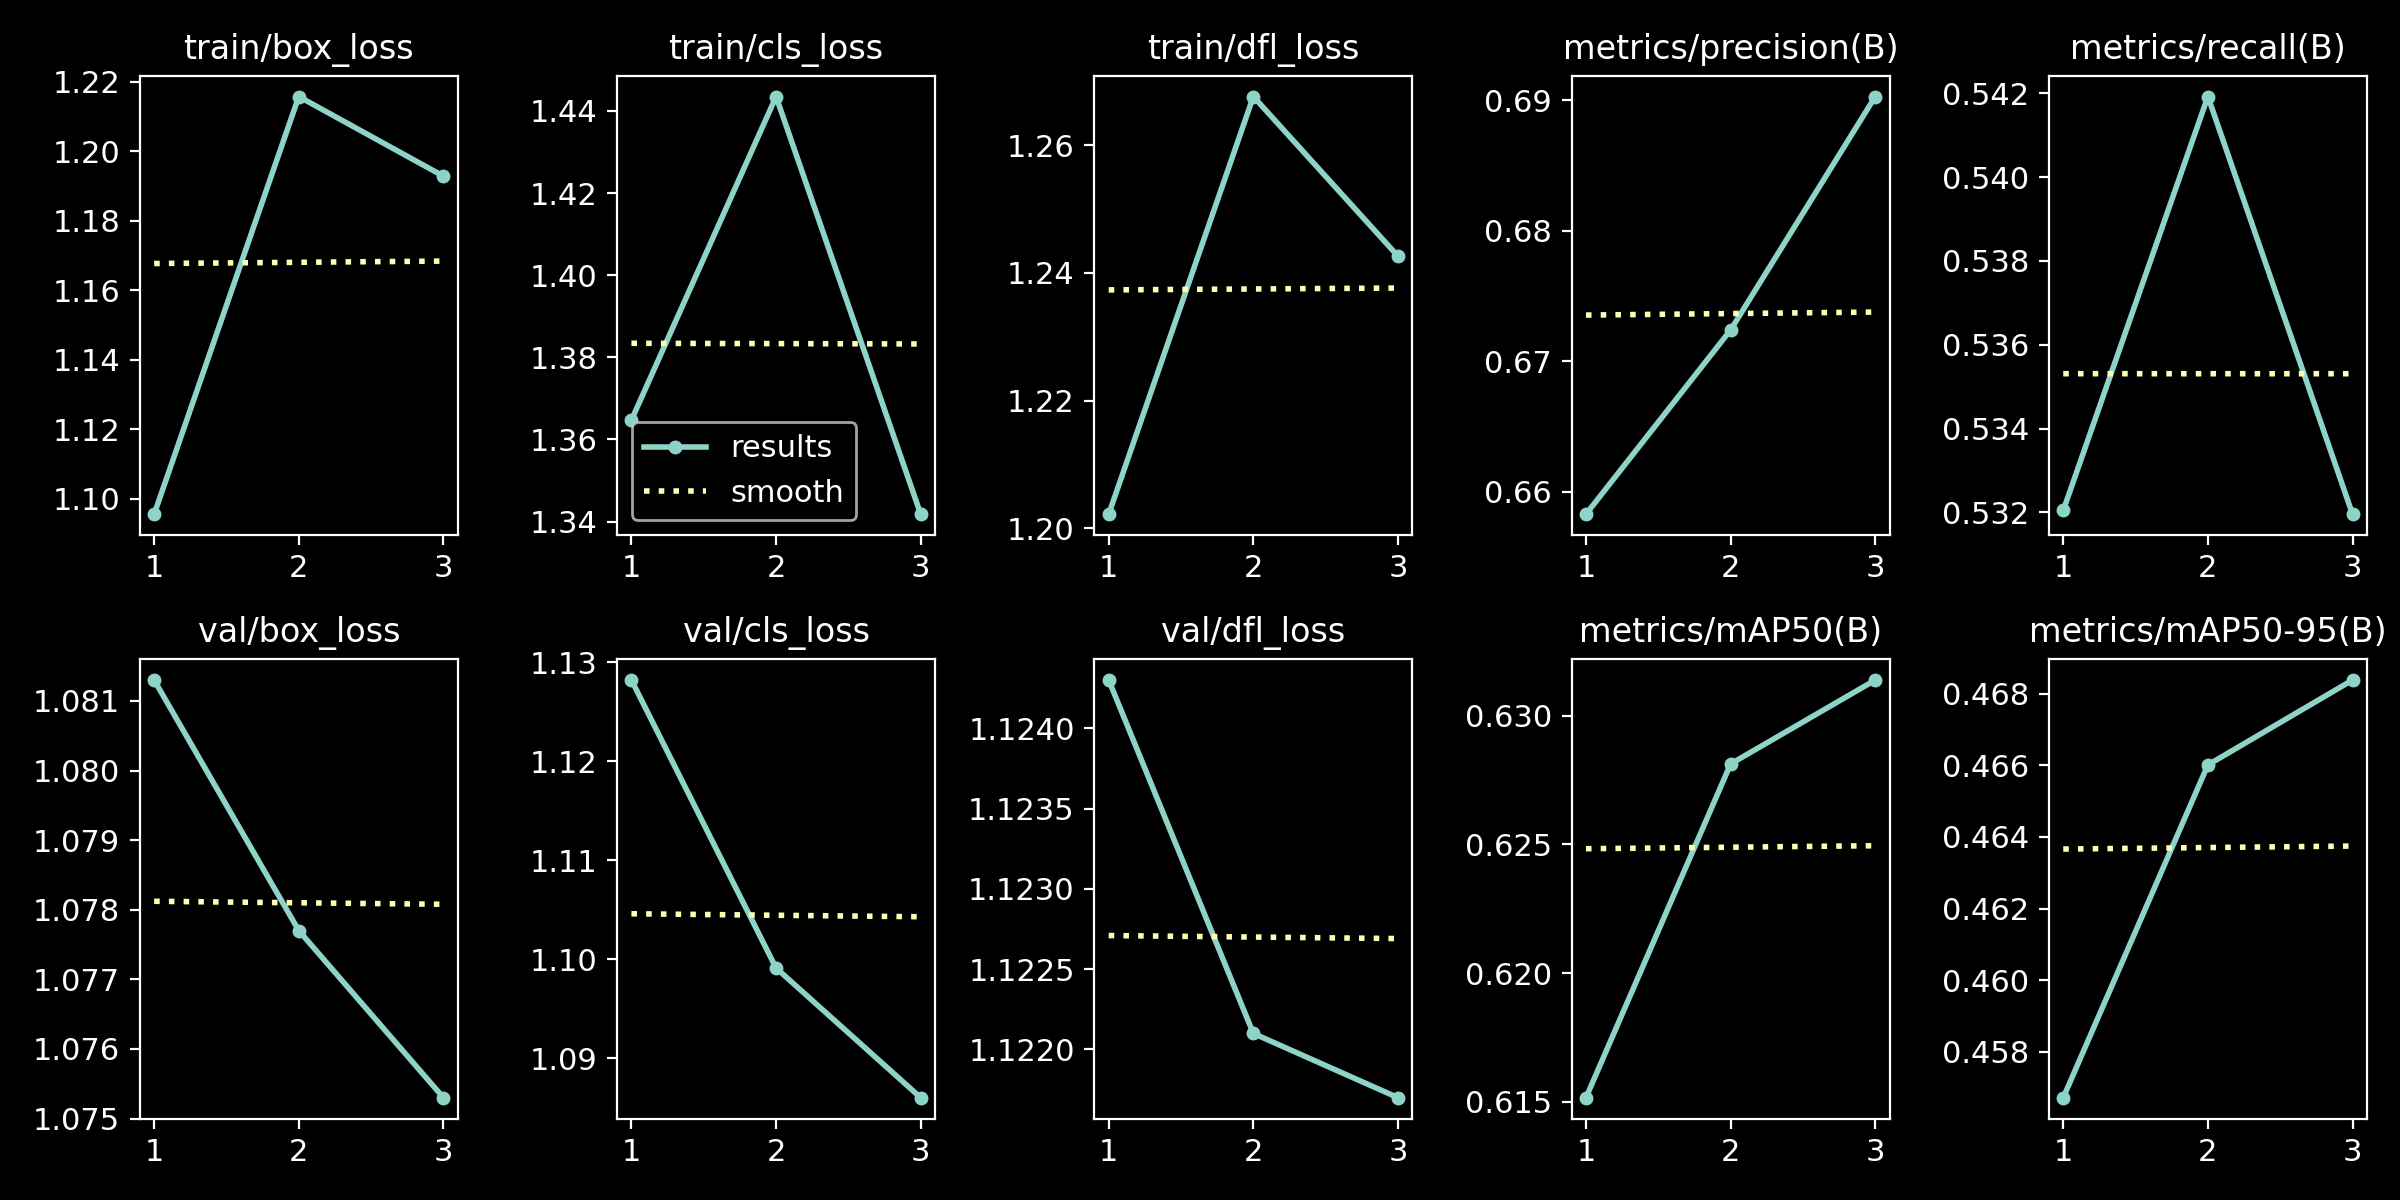 train/box_loss
1.22
1.20
1.18
1.16
1.14
1.12
1.10
1 2 3
train/cls_loss
1.44
1.42
1.40
1.38
1.36
1.34
results
smooth
1 2 3
train/dfl_loss
1.26
1.24
1.22
1.20
1 2 3
metrics/precision(B)
0.69
0.68
0.67
0.66
1 2 3
metrics/recall(B)
0.542
0.540
0.538
0.536
0.534
0.532
1 2 3
val/box_loss
1.081
1.080
1.079
1.078
1.077
1.076
1.075
1 2 3
val/cls_loss
1.13
1.12
1.11
1.10
1.09
1 2 3
val/dfl_loss
1.1240
1.1235
1.1230
1.1225
1.1220
1 2 3
metrics/mAP50(B)
0.630
0.625
0.620
0.615
1 2 3
metrics/mAP50-95(B)
0.468
0.466
0.464
0.462
0.460
0.458
1 2 3